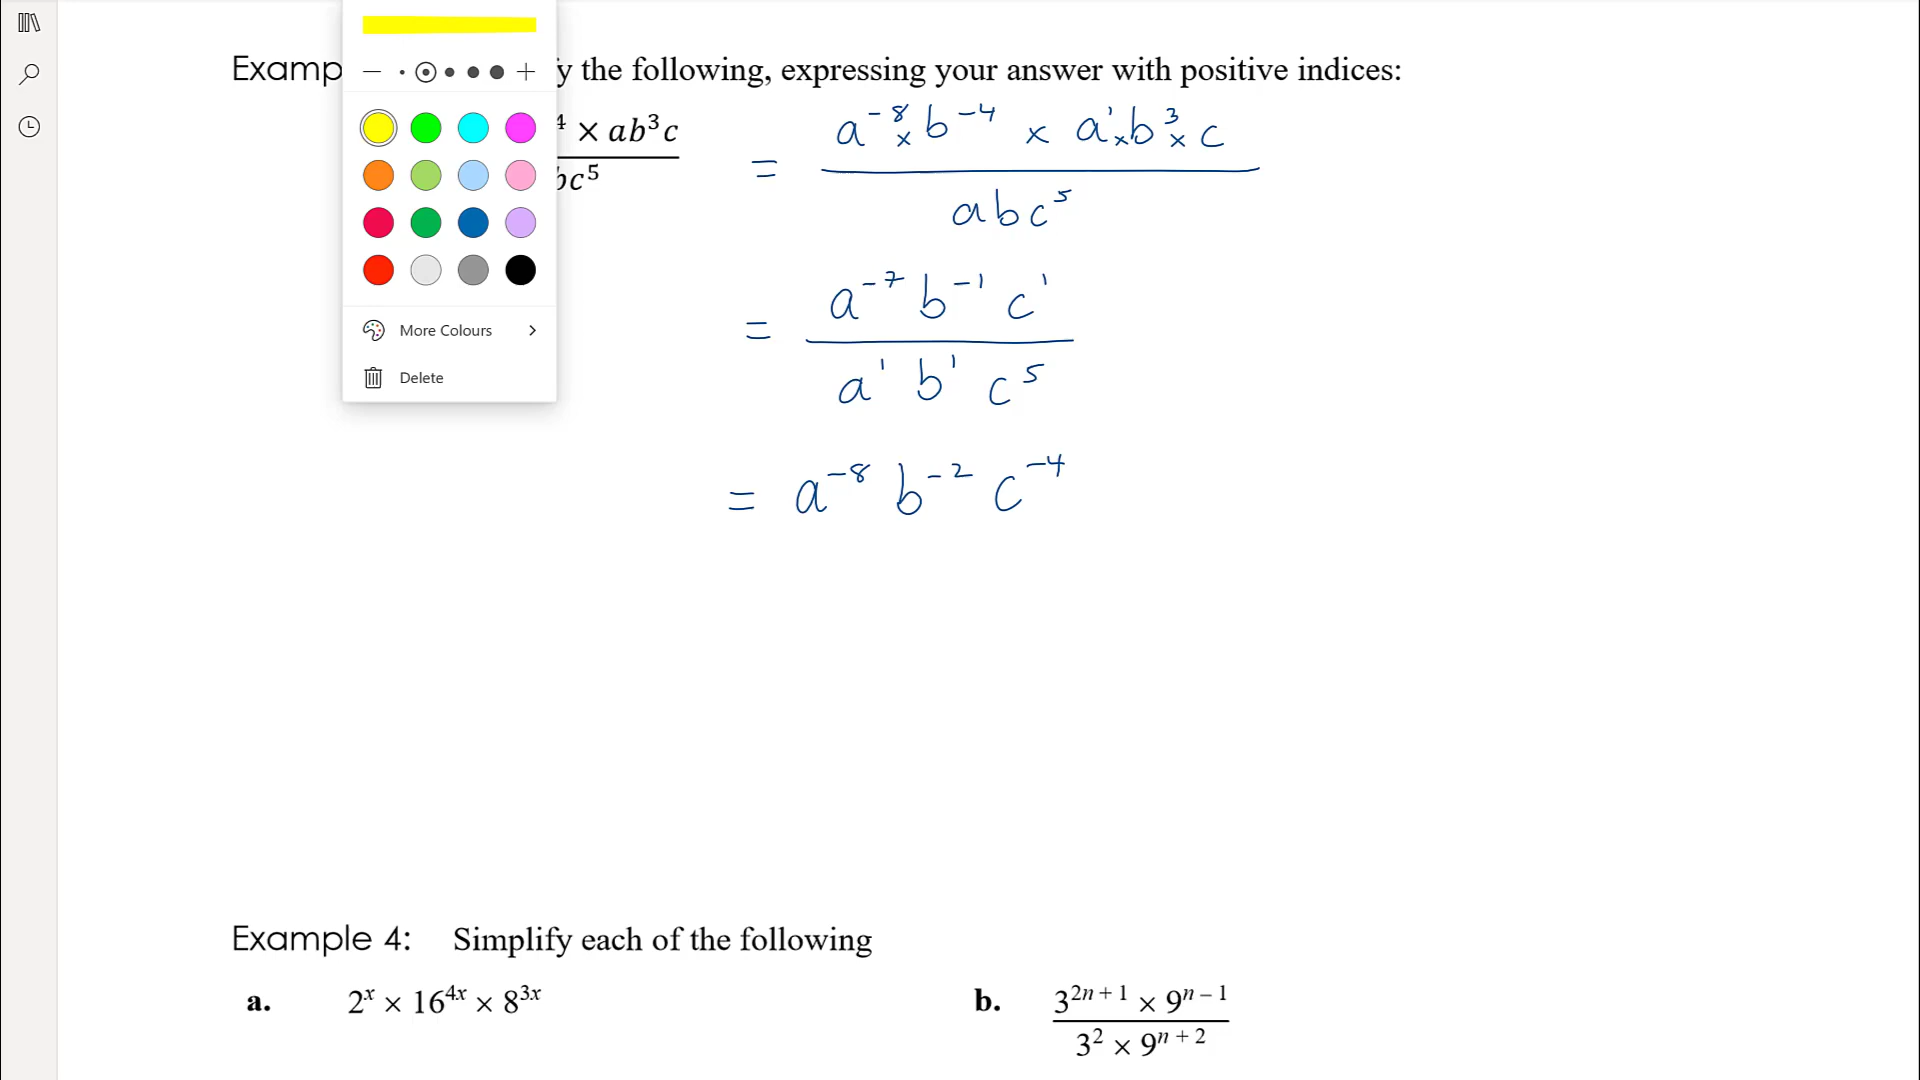 Examp y the following, expressing your answer with positive indices:
⁴ × ab³c / bc⁵
= a⁻⁸ × b⁻⁴ × a¹ × b³ × c / abc⁵
= a⁻⁷ b⁻¹ c¹ / a¹ b¹ c⁵
= a⁻⁸ b⁻² c⁻⁴
More Colours
Delete
Example 4: Simplify each of the following
a. 2ˣ × 16⁴ˣ × 8³ˣ
b. 3²ⁿ⁺¹ × 9ⁿ⁻¹ / 3² × 9ⁿ⁺²